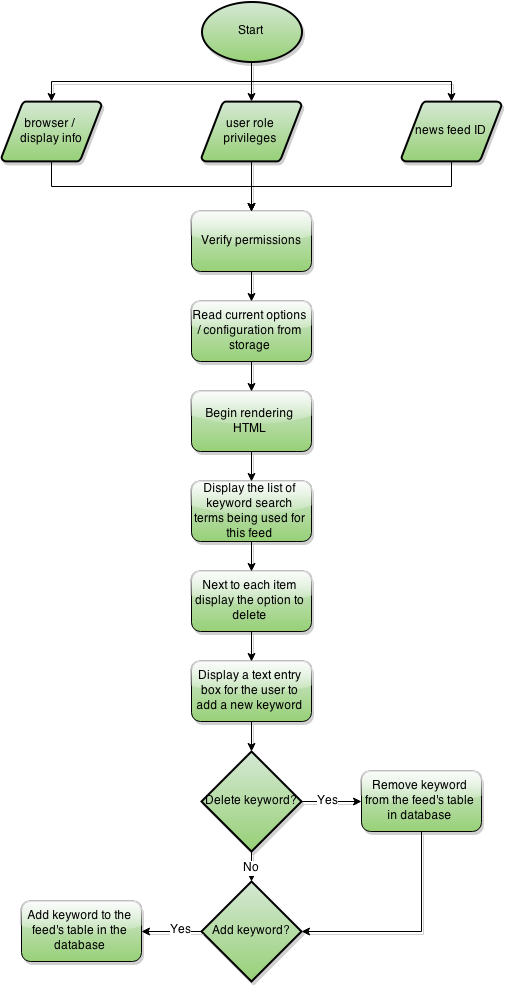 Start
browser /
display info
user role
privileges
news feed ID
Verify permissions
Read current options
/ configuration from
storage
Begin rendering
HTML
Display the list of
keyword search
terms being used for
this feed
Next to each item
display the option to
delete
Display a text entry
box for the user to
add a new keyword
Delete keyword?
Yes
Remove keyword
from the feed's table
in database
No
Add keyword?
Yes
Add keyword to the
feed's table in the
database